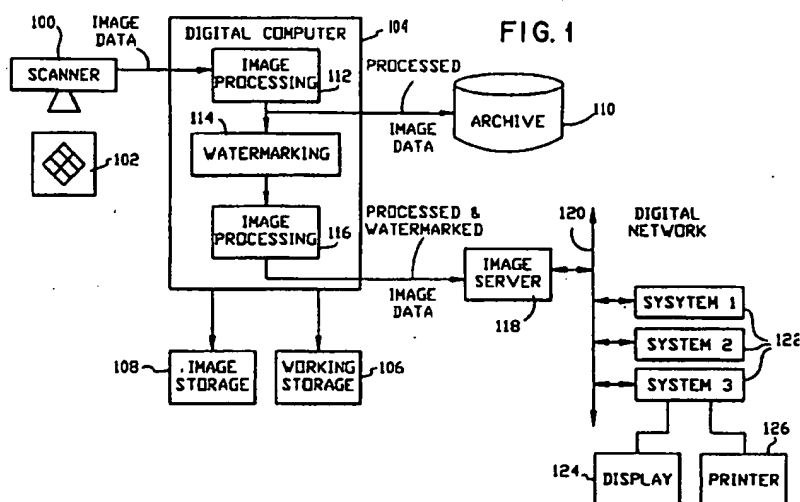 FIG. 1
100
IMAGE
DATA
SCANNER
102
DIGITAL COMPUTER
104
IMAGE
PROCESSING
112
114
WATERMARKING
IMAGE
PROCESSING
116
PROCESSED
IMAGE
DATA
ARCHIVE
110
PROCESSED &
WATERMARKED
IMAGE
DATA
IMAGE
SERVER
118
120
DIGITAL
NETWORK
SYSYTEM 1
SYSTEM 2
SYSTEM 3
122
108
IMAGE
STORAGE
WORKING
STORAGE
106
124
DISPLAY
126
PRINTER